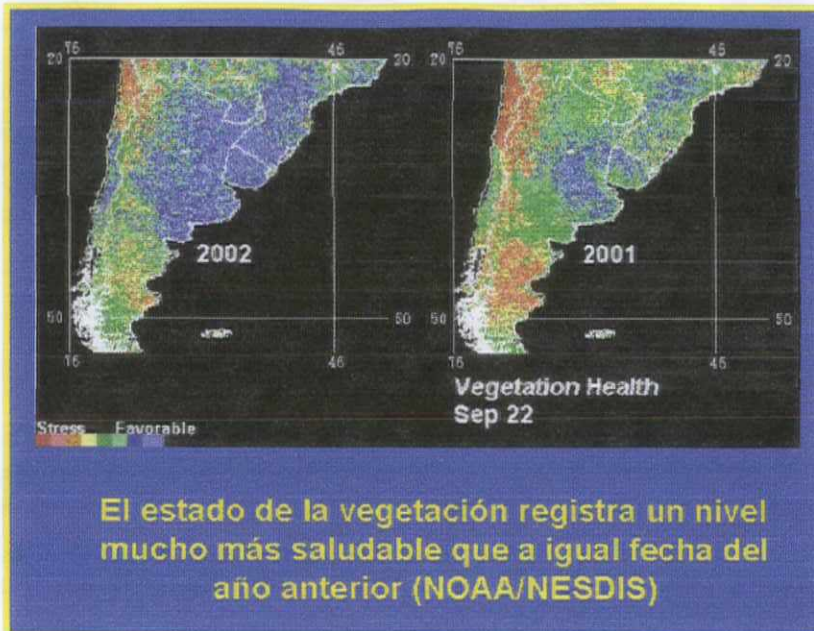 75 45
20 20
2002
50 50
75 45
75 45
20 20
2001
50 50
75 45
Vegetation Health
Sep 22
Stress Favorable
El estado de la vegetación registra un nivel
mucho más saludable que a igual fecha del
año anterior (NOAA/NESDIS)